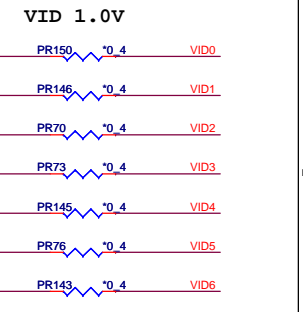 VID 1.0V
PR150 *0_4 VID0
PR146 *0_4 VID1
PR70 *0_4 VID2
PR73 *0_4 VID3
PR145 *0_4 VID4
PR76 *0_4 VID5
PR143 *0_4 VID6